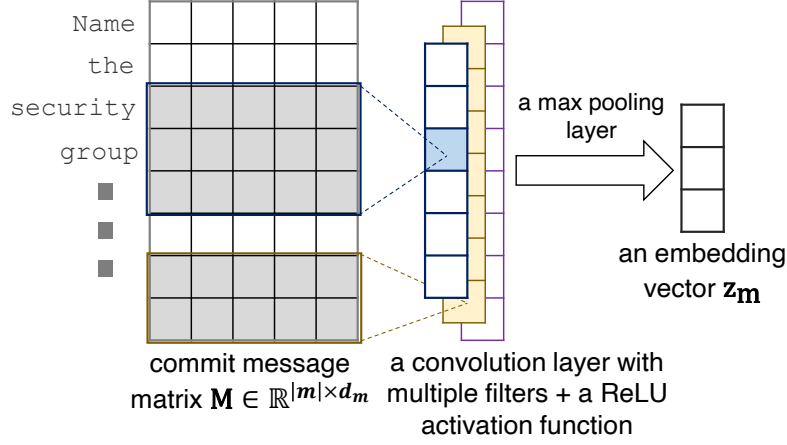 Name
the
security
group
a max pooling
layer
an embedding
vector z𝐦
commit message
matrix M ∈ ℝ^{|m|×d_m}
a convolution layer with
multiple filters + a ReLU
activation function